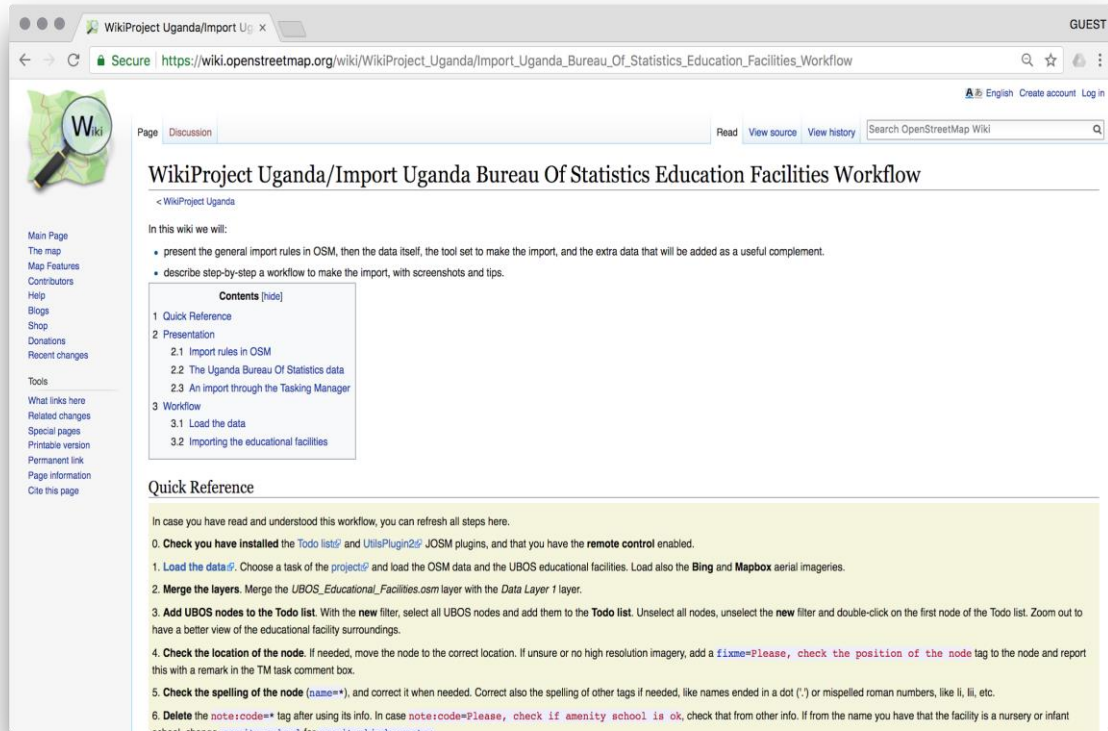 WikiProject Uganda/Import Ug ×
GUEST
Secure | https://wiki.openstreetmap.org/wiki/WikiProject_Uganda/Import_Uganda_Bureau_Of_Statistics_Education_Facilities_Workflow
English Create account Log in
Wiki
Page Discussion Read View source View history Search OpenStreetMap Wiki
WikiProject Uganda/Import Uganda Bureau Of Statistics Education Facilities Workflow
< WikiProject Uganda
In this wiki we will:
• present the general import rules in OSM, then the data itself, the tool set to make the import, and the extra data that will be added as a useful complement.
• describe step-by-step a workflow to make the import, with screenshots and tips.
Main Page
The map
Map Features
Contributors
Help
Blogs
Shop
Donations
Recent changes
Tools
What links here
Related changes
Special pages
Printable version
Permanent link
Page information
Cite this page
Contents [hide]
1 Quick Reference
2 Presentation
2.1 Import rules in OSM
2.2 The Uganda Bureau Of Statistics data
2.3 An import through the Tasking Manager
3 Workflow
3.1 Load the data
3.2 Importing the educational facilities
Quick Reference
In case you have read and understood this workflow, you can refresh all steps here.
0. Check you have installed the Todo list and UtilsPlugin2 JOSM plugins, and that you have the remote control enabled.
1. Load the data. Choose a task of the project and load the OSM data and the UBOS educational facilities. Load also the Bing and Mapbox aerial imageries.
2. Merge the layers. Merge the UBOS_Educational_Facilities.osm layer with the Data Layer 1 layer.
3. Add UBOS nodes to the Todo list. With the new filter, select all UBOS nodes and add them to the Todo list. Unselect all nodes, unselect the new filter and double-click on the first node of the Todo list. Zoom out to
have a better view of the educational facility surroundings.
4. Check the location of the node. If needed, move the node to the correct location. If unsure or no high resolution imagery, add a fixme=Please, check the position of the node tag to the node and report
this with a remark in the TM task comment box.
5. Check the spelling of the node (name=*), and correct it when needed. Correct also the spelling of other tags if needed, like names ended in a dot ('.') or mispelled roman numbers, like Ii, Iii, etc.
6. Delete the note:code=* tag after using its info. In case note:code=Please, check if amenity school is ok, check that from other info. If from the name you have that the facility is a nursery or infant